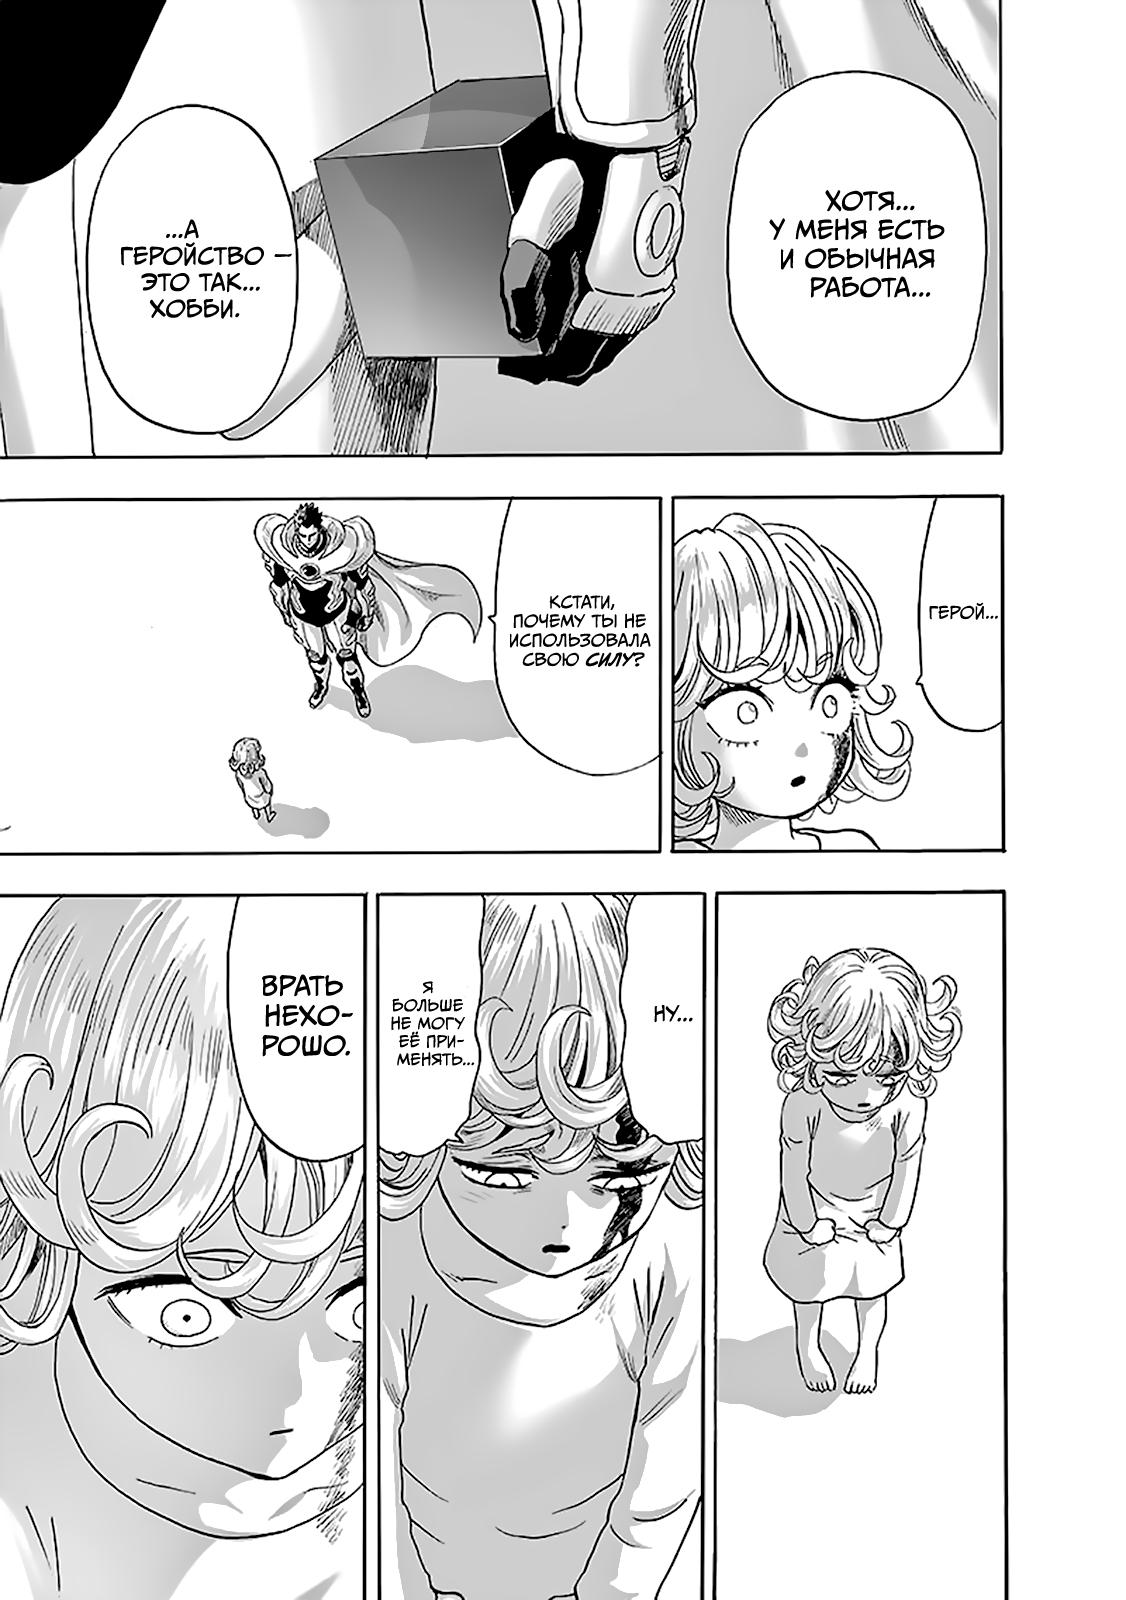 ХОТЯ...
У МЕНЯ ЕСТЬ
И ОБЫЧНАЯ
РАБОТА...
...А
ГЕРОЙСТВО –
ЭТО ТАК...
ХОББИ.
ГЕРОЙ...
КСТАТИ,
ПОЧЕМУ ТЫ НЕ
ИСПОЛЬЗОВАЛА
СВОЮ СИЛУ?
НУ...
Я
БОЛЬШЕ
НЕ МОГУ
ЕЁ ПРИ-
МЕНЯТЬ...
ВРАТЬ
НЕХО-
РОШО.